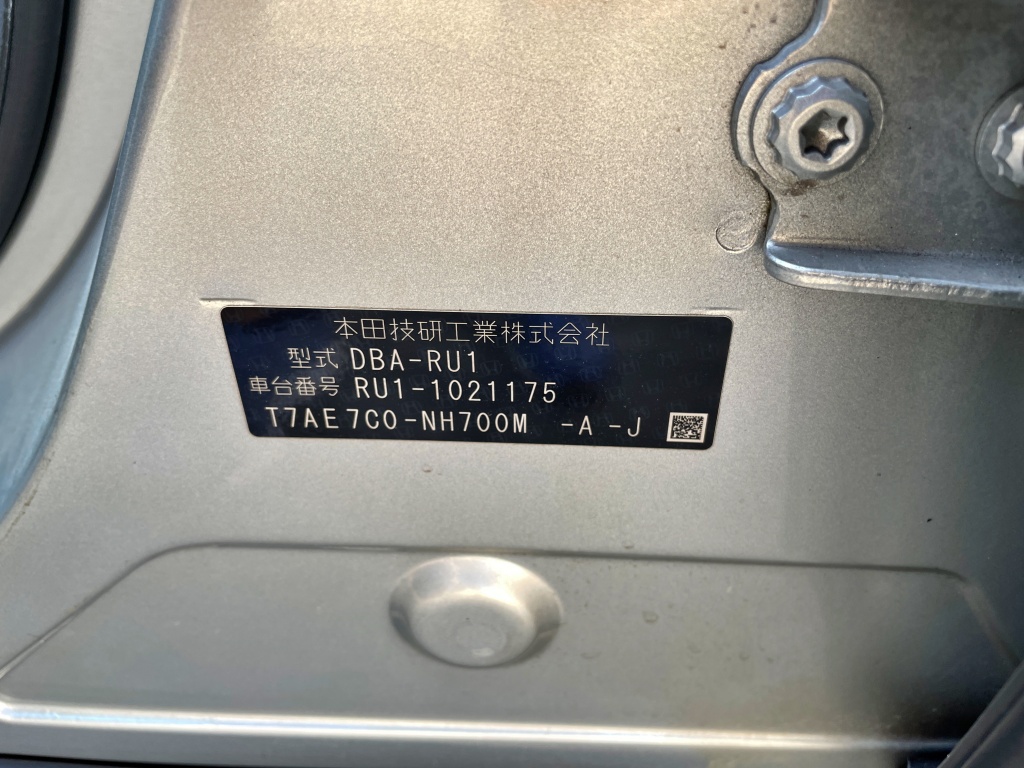 本田技研工業株式会社
型式 DBA-RU1
車台番号 RU1-1021175
T7AE7C0-NH700M -A -J